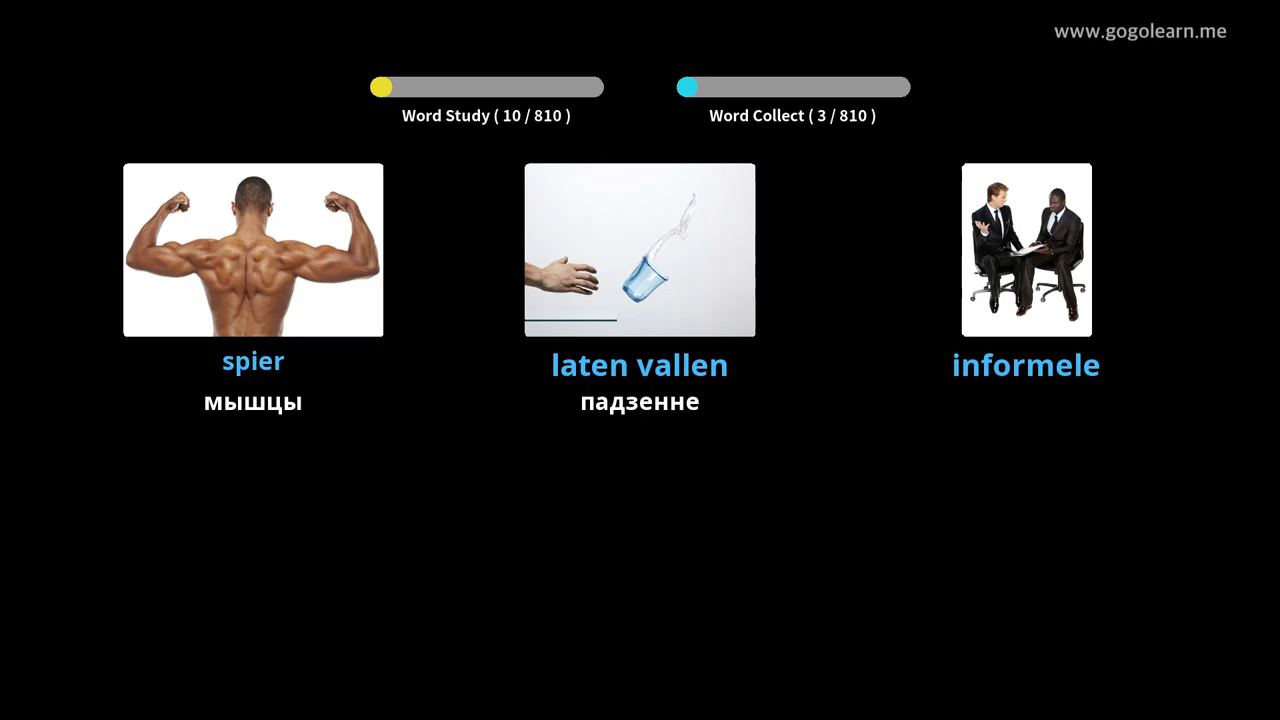 www.gogolearn.me
Word Study ( 10 / 810 )
Word Collect ( 3 / 810 )
spier
laten vallen
informele
мышцы
падзенне